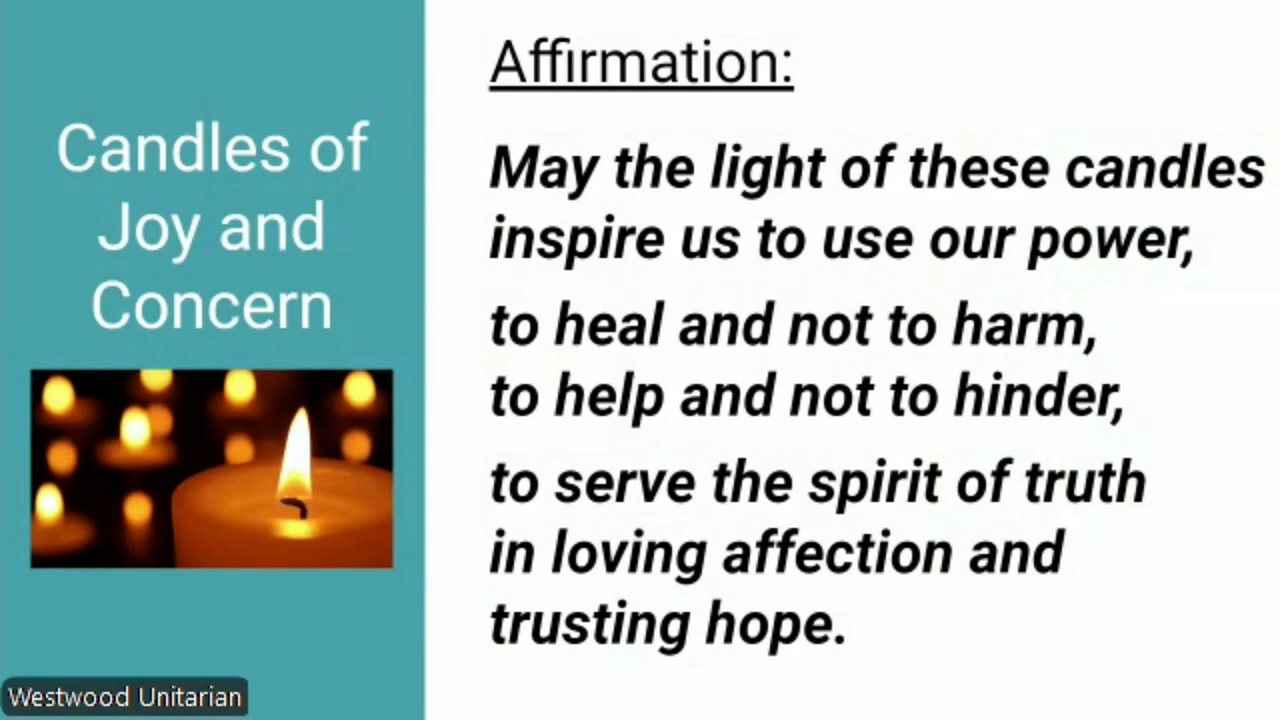 Candles of
Joy and
Concern
Affirmation:
May the light of these candles
inspire us to use our power,
to heal and not to harm,
to help and not to hinder,
to serve the spirit of truth
in loving affection and
trusting hope.
Westwood Unitarian